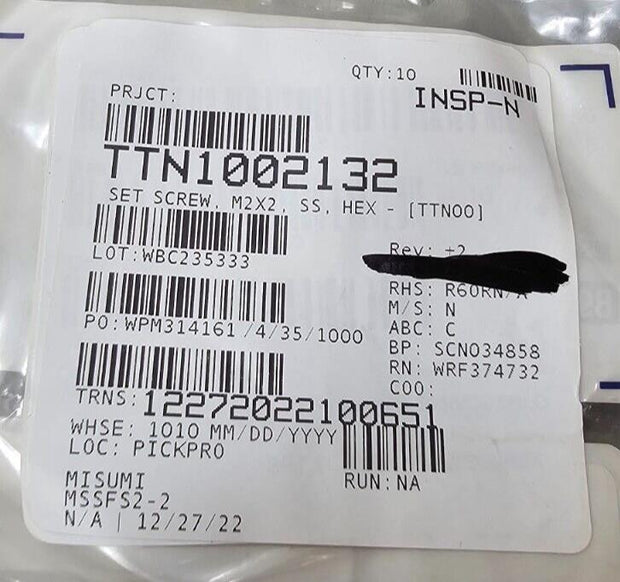 QTY:10
INSP-N
PRJCT:
TTN1002132
SET SCREW, M2X2, SS, HEX - [TTN00]
LOT:WBC235333
Rev: +2
RHS: R6ORN/A
M/S: N
PO:WPM314161 /4/35/1000
ABC: C
BP: SCN034858
RN: WRF374732
COO:
TRNS:12272022100651
WHSE: 1010 MM/DD/YYYY
LOC: PICKPRO
RUN: NA
MISUMI
MSSFS2-2
N/A | 12/27/22